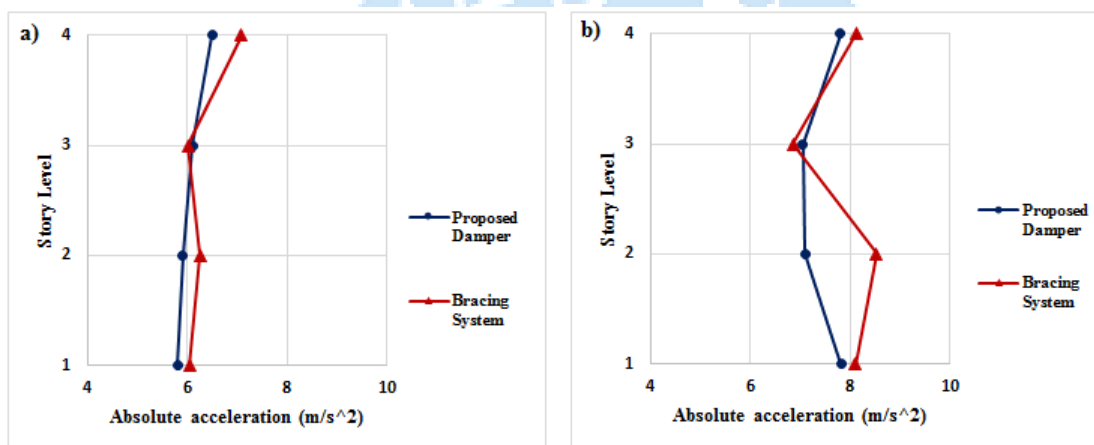 a)
4
3
2
1
Story Level
4
6
8
10
Absolute acceleration (m/s^2)
Proposed
Damper
Bracing
System
b)
4
3
2
1
Story Level
4
6
8
10
Absolute acceleration (m/s^2)
Proposed
Damper
Bracing
System